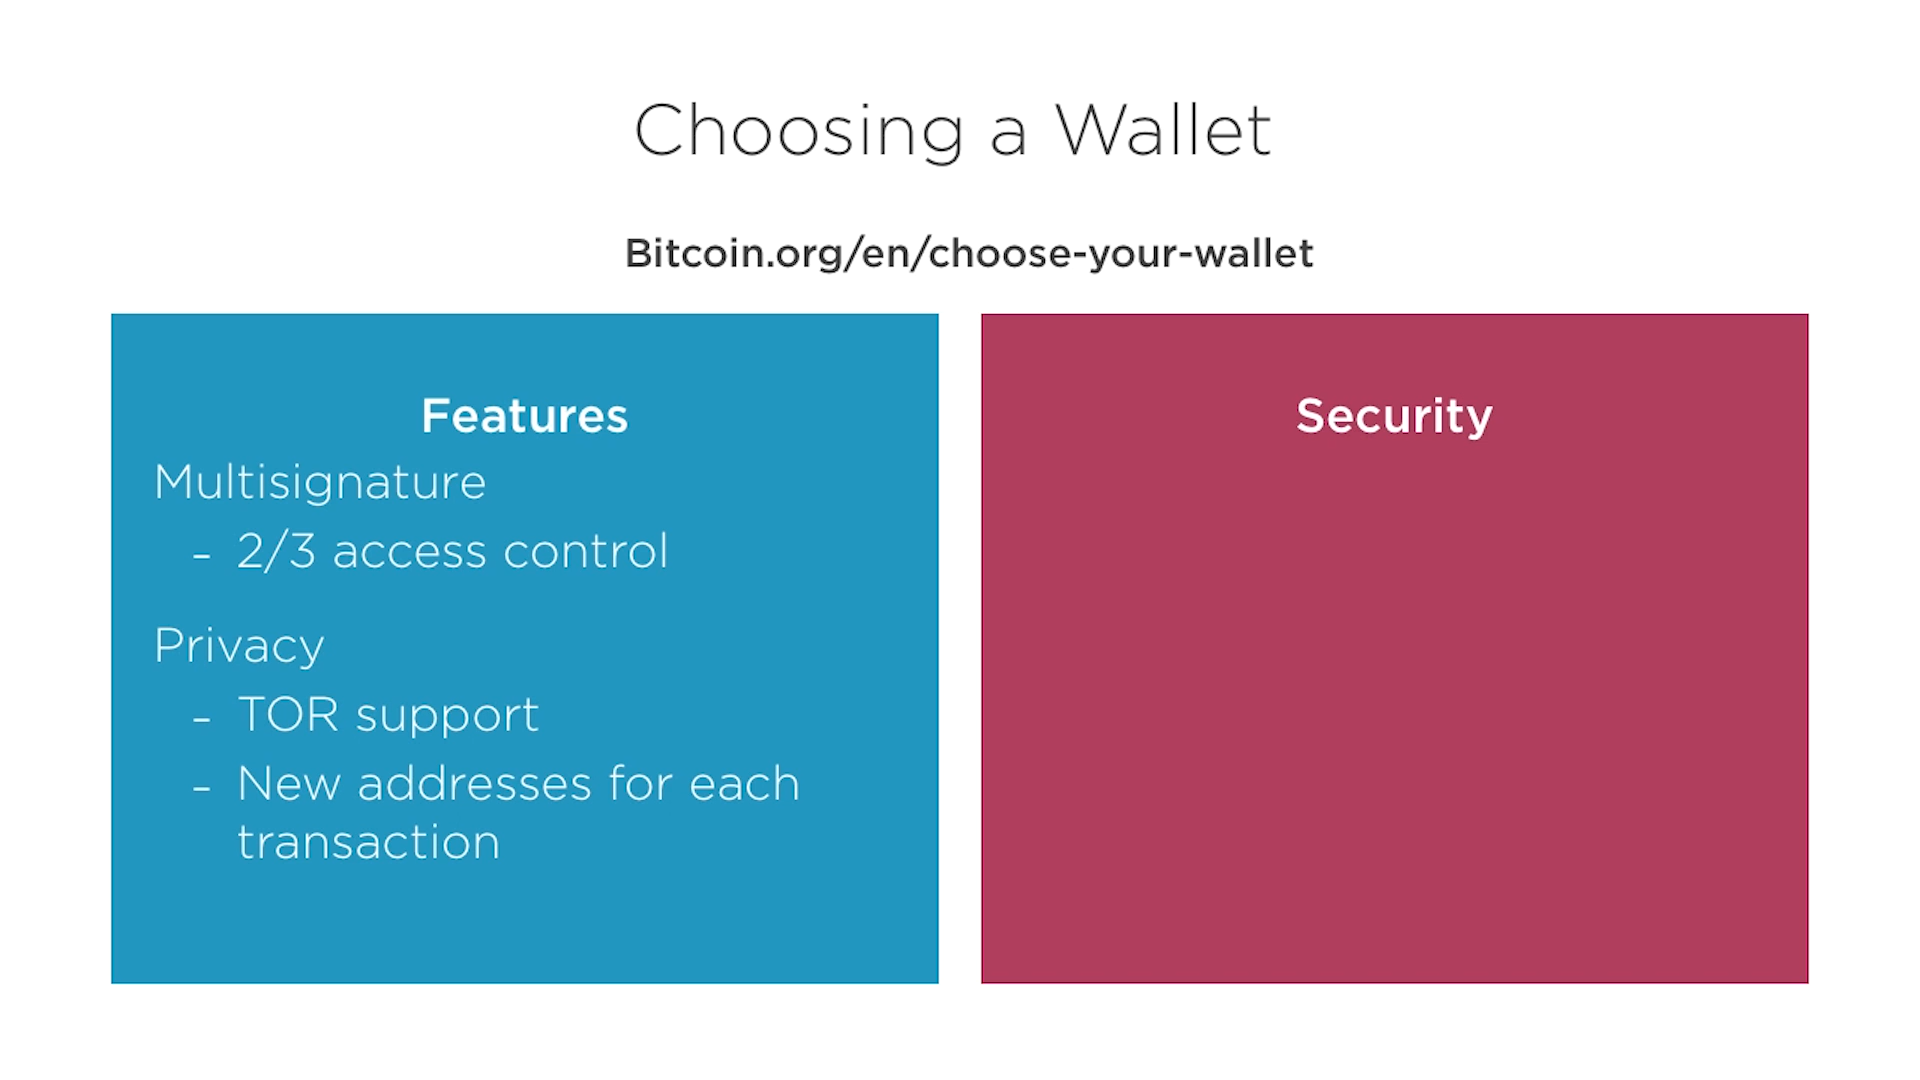 Choosing a Wallet
Bitcoin.org/en/choose-your-wallet
Features
Multisignature
- 2/3 access control
Privacy
- TOR support
- New addresses for each
transaction
Security